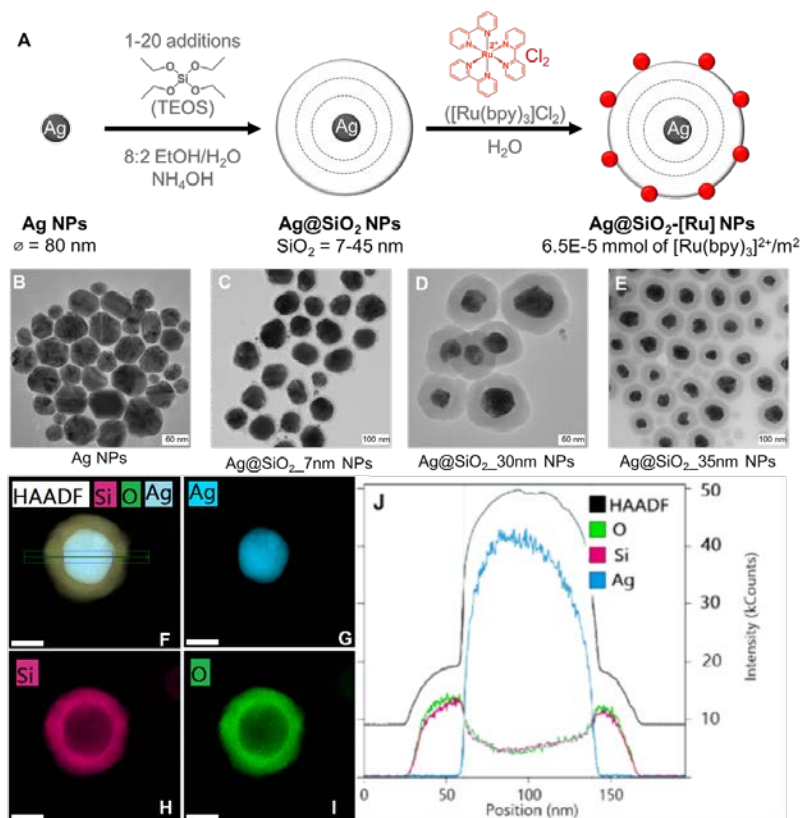 A
1-20 additions
Si
O
O
O
O
(TEOS)
8:2 EtOH/H₂O
NH₄OH
Ag
Ag
N
N
N
N
N
N
Ru
2+
Cl₂
([Ru(bpy)₃]Cl₂)
H₂O
Ag
Ag NPs
ø = 80 nm
Ag@SiO₂ NPs
SiO₂ = 7-45 nm
Ag@SiO₂-[Ru] NPs
6.5E-5 mmol of [Ru(bpy)₃]²⁺/m²
B
60 nm
C
100 nm
D
60 nm
E
100 nm
Ag NPs
Ag@SiO₂_7nm NPs
Ag@SiO₂_30nm NPs
Ag@SiO₂_35nm NPs
HAADF Si O Ag
F
Ag
G
Si
H
O
I
J
HAADF
O
Si
Ag
50
40
30
20
10
Intensity (kCounts)
0 50 100 150
Position (nm)